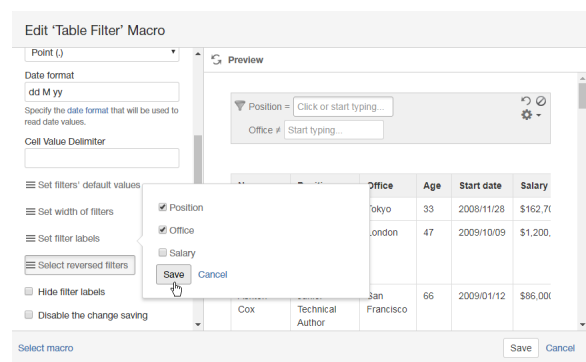 Edit ‘Table Filter’ Macro
Point (.)
Date format
dd M yy
Specify the date format that will be used to
read date values.
Cell Value Delimiter
Set filters' default values
Set width of filters
Set filter labels
Select reversed filters
Hide filter labels
Disable the change saving
Position
Office
Salary
Save Cancel
Preview
Position = Click or start typing...
Office ≠ Start typing...
Office Age Start date Salary
Tokyo 33 2008/11/28 $162,70
London 47 2009/10/09 $1,200,
San 66 2009/01/12 $86,000
Cox Technical Francisco
Author
Select macro
Save Cancel